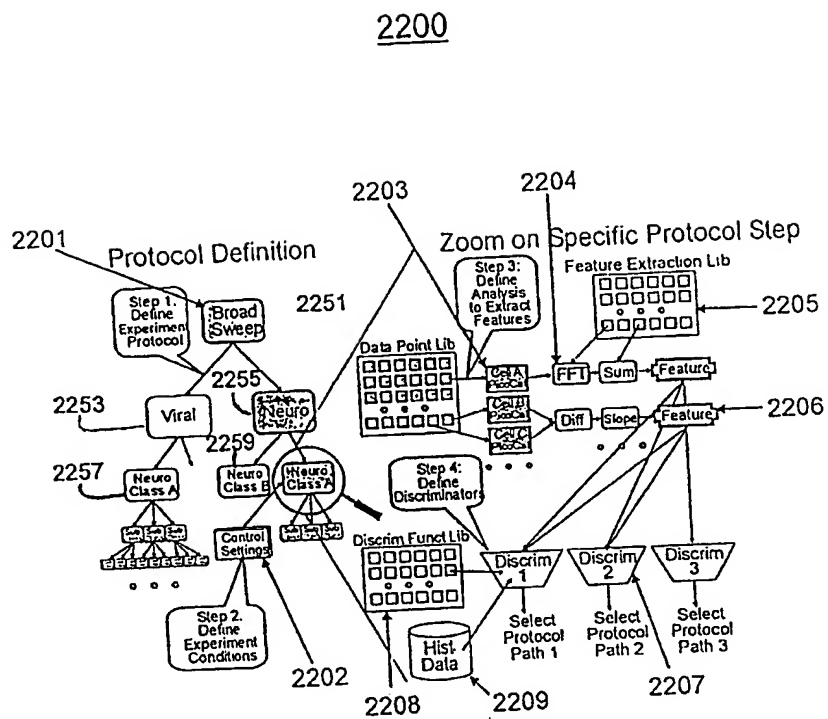 2200
2203
2204
2201
Protocol Definition
Zoom on Specific Protocol Step
Step 1.
Define
Experiment
Protocol
Broad
Sweep
2251
Step 3:
Define
Analysis
to Extract
Features
Feature Extraction Lib
2205
Data Point Lib
2255
2253
Viral
Neuro
Cell A
FFT
Sum
Feature
Cell B
Diff
Slope
Feature
2206
Cell C
2259
2257
Neuro
Class A
Neuro
Class B
Neuro
Class A
Step 4:
Define
Discriminators
Control
Settings
Discrim Funct Lib
Discrim
1
Discrim
2
Discrim
3
Step 2.
Define
Experiment
Conditions
Select
Protocol
Path 1
Select
Protocol
Path 2
Select
Protocol
Path 3
Hist.
Data
2202
2208
2209
2207